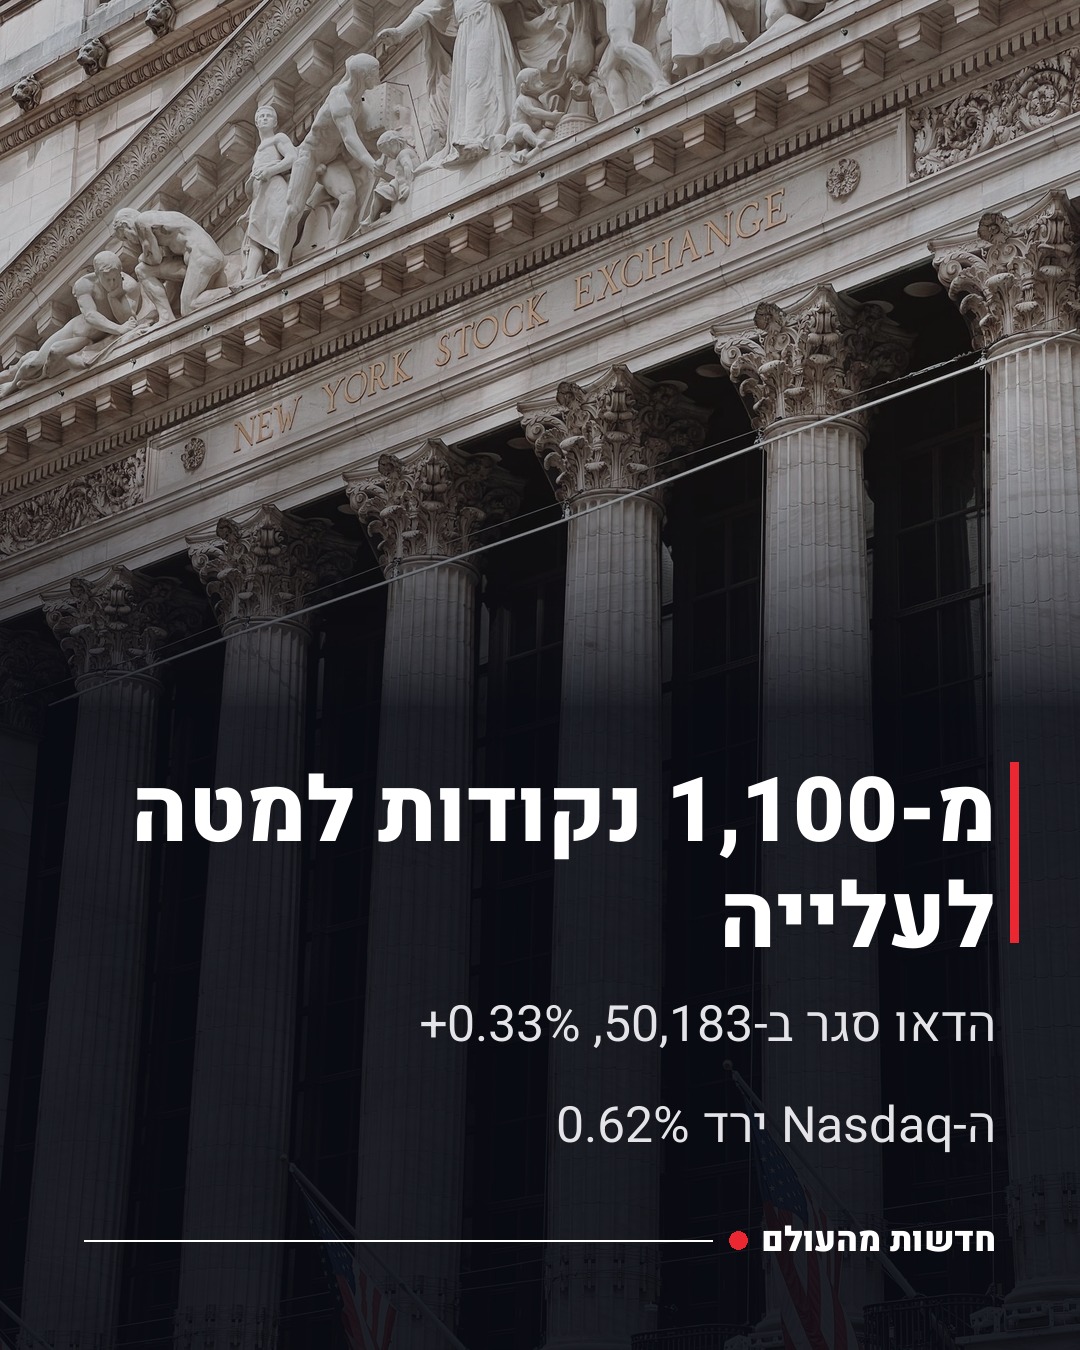 NEW YORK STOCK EXCHANGE
מ-1,100 נקודות למטה
לעלייה
הדאו סגר ב-50,183, +0.33%
ה-Nasdaq ירד 0.62%
חדשות מהעולם